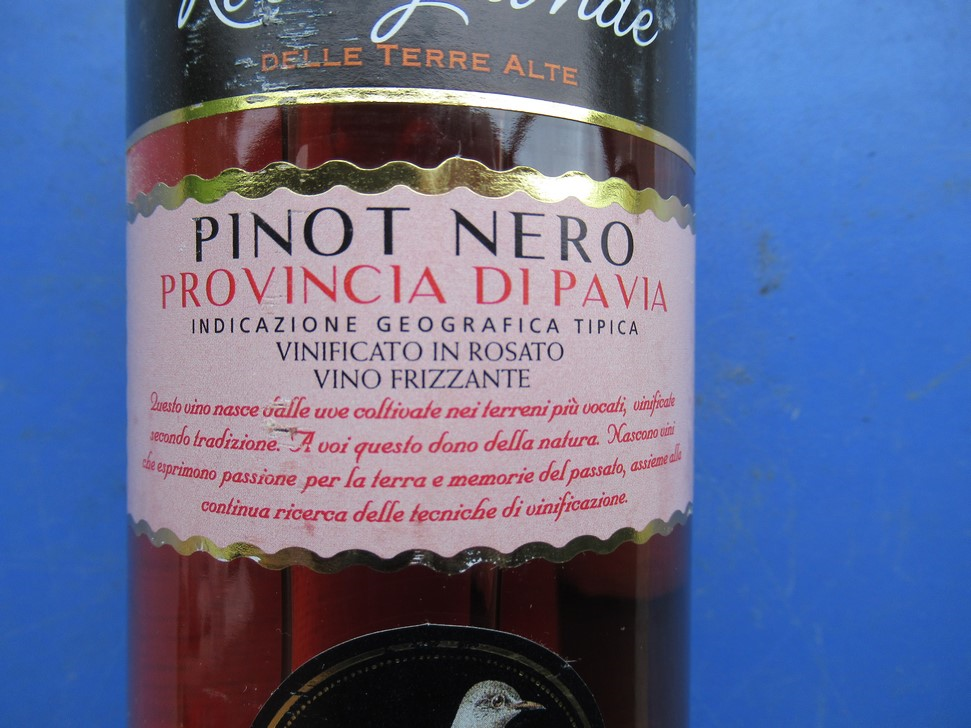 DELLE TERRE ALTE
PINOT NERO
PROVINCIA DI PAVIA
INDICAZIONE GEOGRAFICA TIPICA
VINIFICATO IN ROSATO
VINO FRIZZANTE
Questo vino nasce dalle uve coltivate nei terreni più vocati, vinificate
secondo tradizione. A voi questo dono della natura. Nascono vini
che esprimono passione per la terra e memorie del passato, assieme alla
continua ricerca delle tecniche di vinificazione.